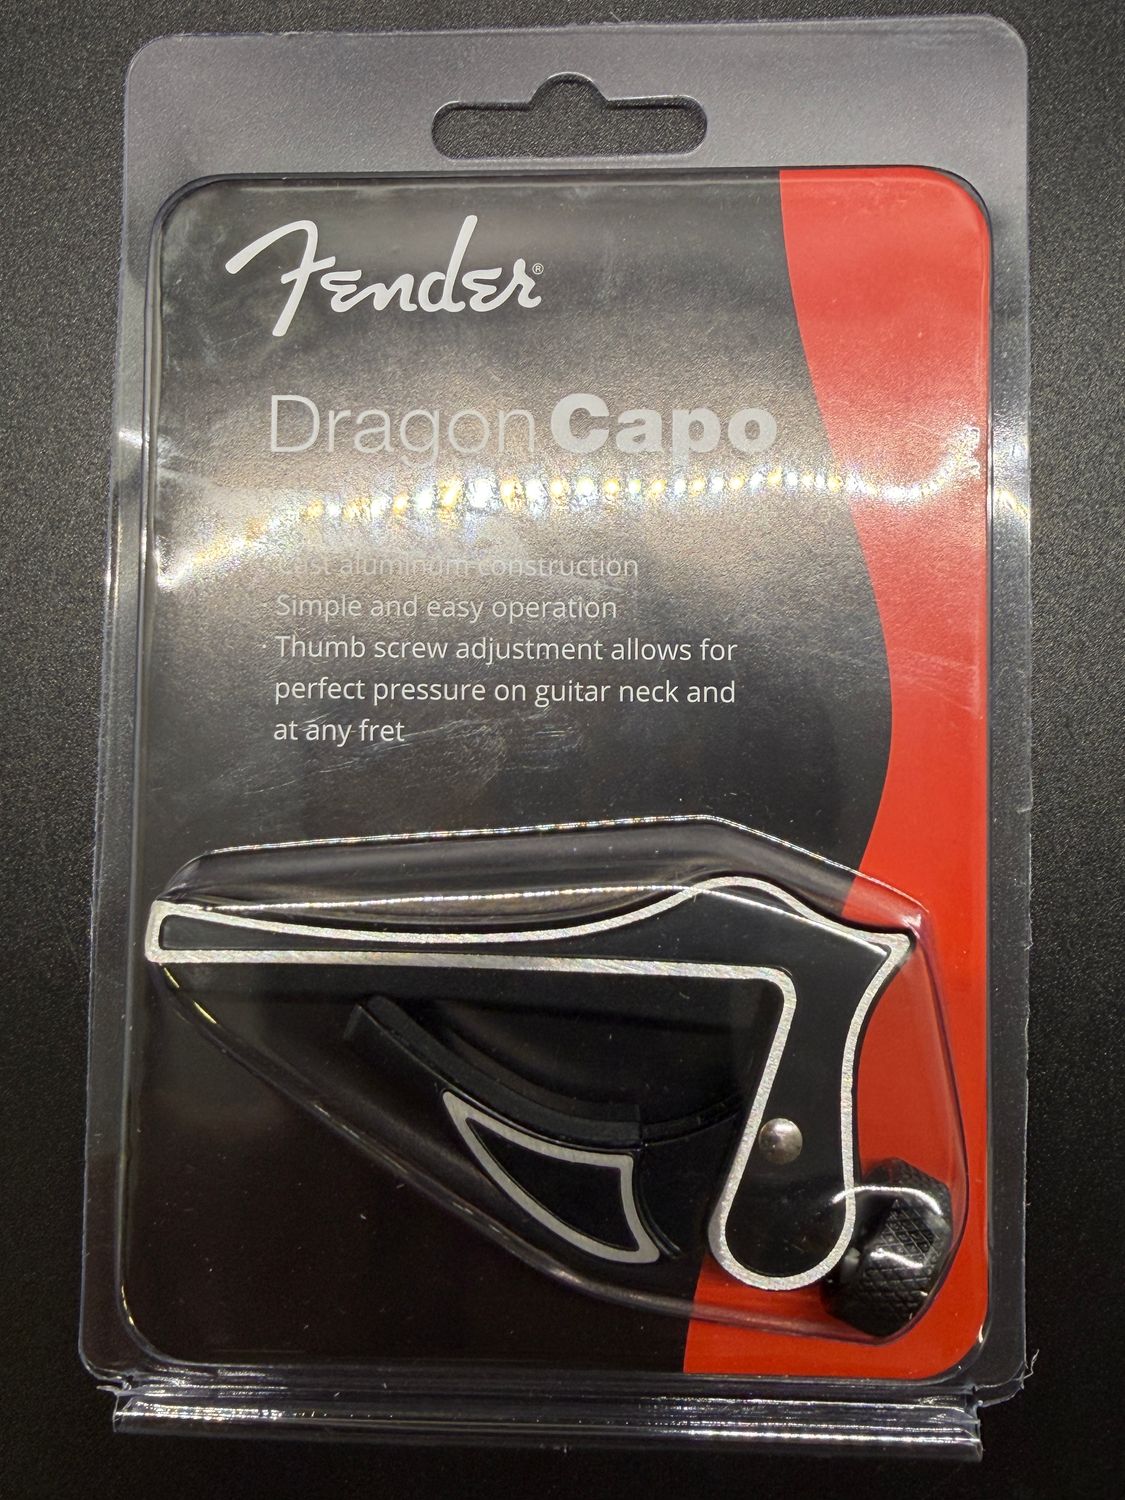 Fender®
Dragon Capo
· Cast aluminum construction
· Simple and easy operation
· Thumb screw adjustment allows for
perfect pressure on guitar neck and
at any fret